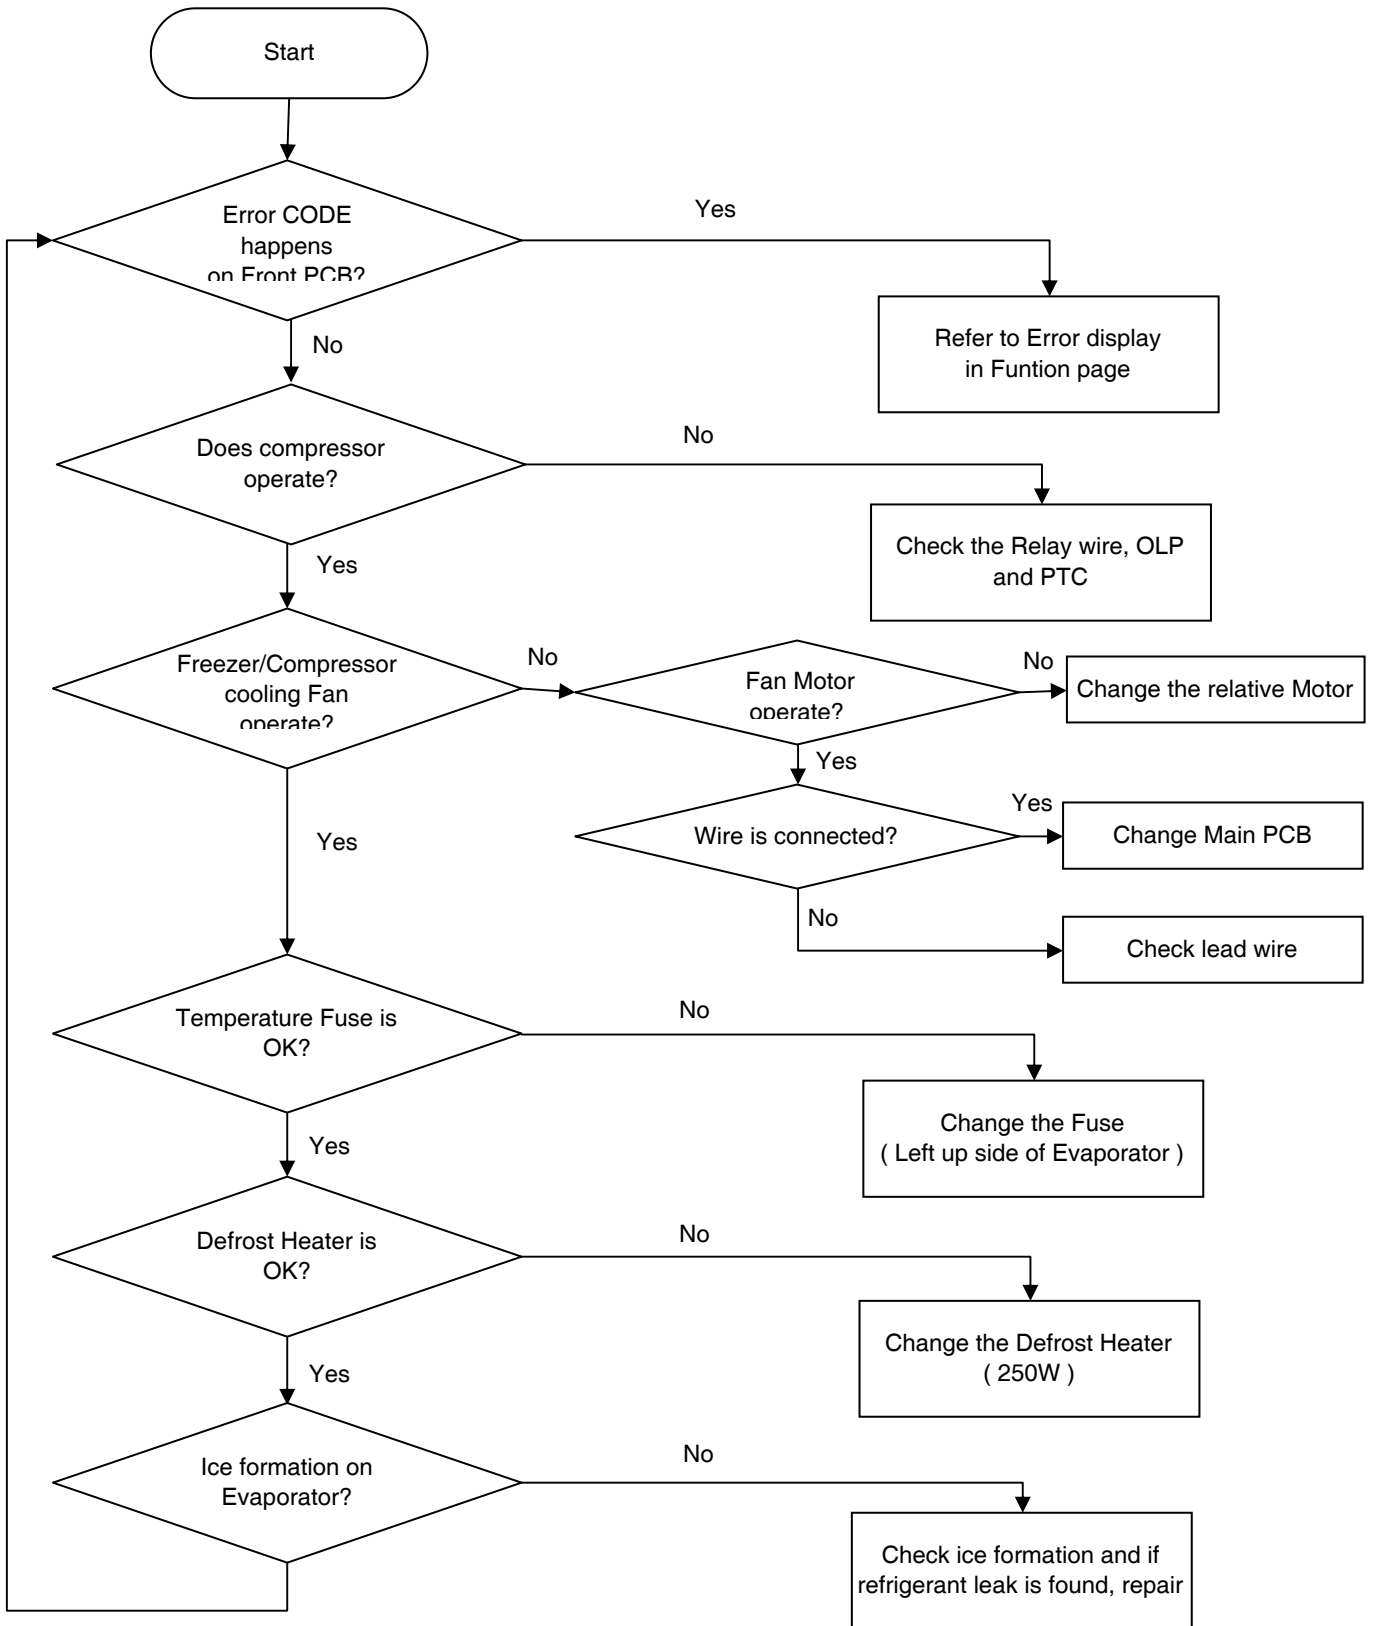 Start
Error CODE
happens
on Front PCB?
Yes
Refer to Error display
in Funtion page
No
Does compressor
operate?
No
Check the Relay wire, OLP
and PTC
Yes
Freezer/Compressor
cooling Fan
operate?
No
Fan Motor
operate?
No
Change the relative Motor
Yes
Wire is connected?
Yes
Change Main PCB
No
Check lead wire
Yes
Temperature Fuse is
OK?
No
Change the Fuse
( Left up side of Evaporator )
Yes
Defrost Heater is
OK?
No
Change the Defrost Heater
( 250W )
Yes
Ice formation on
Evaporator?
No
Check ice formation and if
refrigerant leak is found, repair